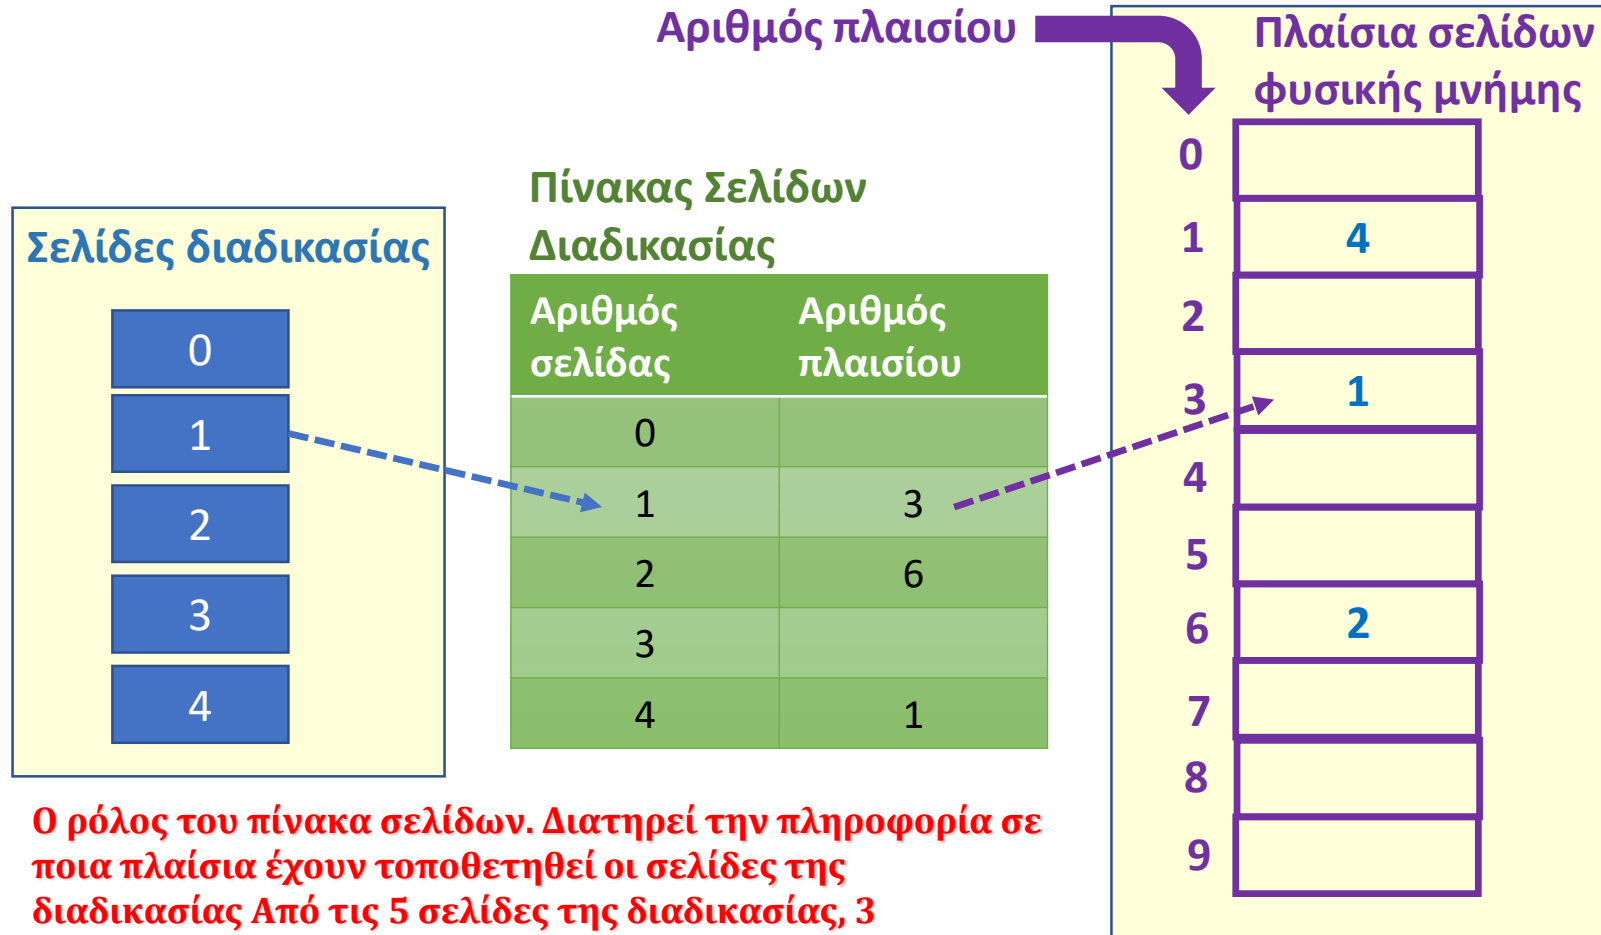 Αριθμός πλαισίου
Πλαίσια σελίδων
φυσικής μνήμης
Σελίδες διαδικασίας
0
1
2
3
4
Πίνακας Σελίδων
Διαδικασίας
Αριθμός σελίδας Αριθμός πλαισίου
0
1 3
2 6
3
4 1
0
1 4
2
3 1
4
5
6 2
7
8
9
Ο ρόλος του πίνακα σελίδων. Διατηρεί την πληροφορία σε
ποια πλαίσια έχουν τοποθετηθεί οι σελίδες της
διαδικασίας Από τις 5 σελίδες της διαδικασίας, 3